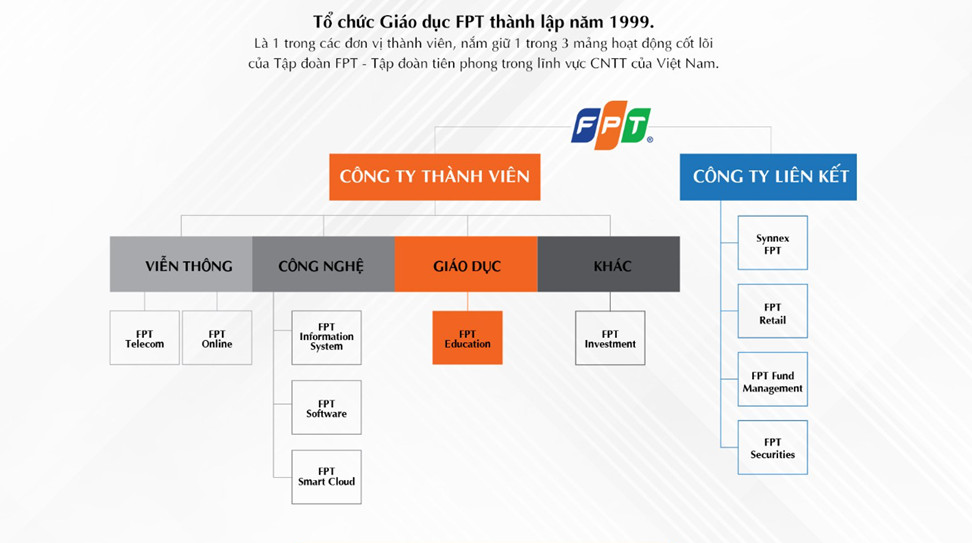 Tổ chức Giáo dục FPT thành lập năm 1999.
Là 1 trong các đơn vị thành viên, nắm giữ 1 trong 3 mảng hoạt động cốt lõi
của Tập đoàn FPT - Tập đoàn tiên phong trong lĩnh vực CNTT của Việt Nam.
FPT®
CÔNG TY THÀNH VIÊN
CÔNG TY LIÊN KẾT
VIỄN THÔNG
CÔNG NGHỆ
GIÁO DỤC
KHÁC
FPT
Telecom
FPT
Online
FPT
Information
System
FPT
Software
FPT
Smart Cloud
FPT
Education
FPT
Investment
Synnex
FPT
FPT
Retail
FPT Fund
Management
FPT
Securities